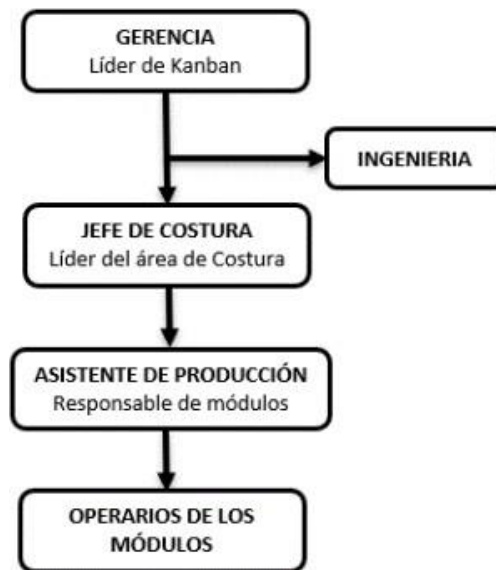 GERENCIA
Líder de Kanban
INGENIERIA
JEFE DE COSTURA
Líder del área de Costura
ASISTENTE DE PRODUCCIÓN
Responsable de módulos
OPERARIOS DE LOS
MÓDULOS